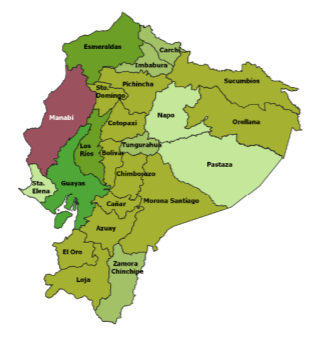 Esmeraldas
Carchi
Imbabura
Sucumbios
Pichincha
Sto.
Domingo
Manabí
Napo
Orellana
Cotopaxi
Los
Ríos
Tungurahua
Bolívar
Pastaza
Chimborazo
Sta.
Elena
Guayas
Morona Santiago
Cañar
Azuay
El Oro
Zamora
Chinchipe
Loja